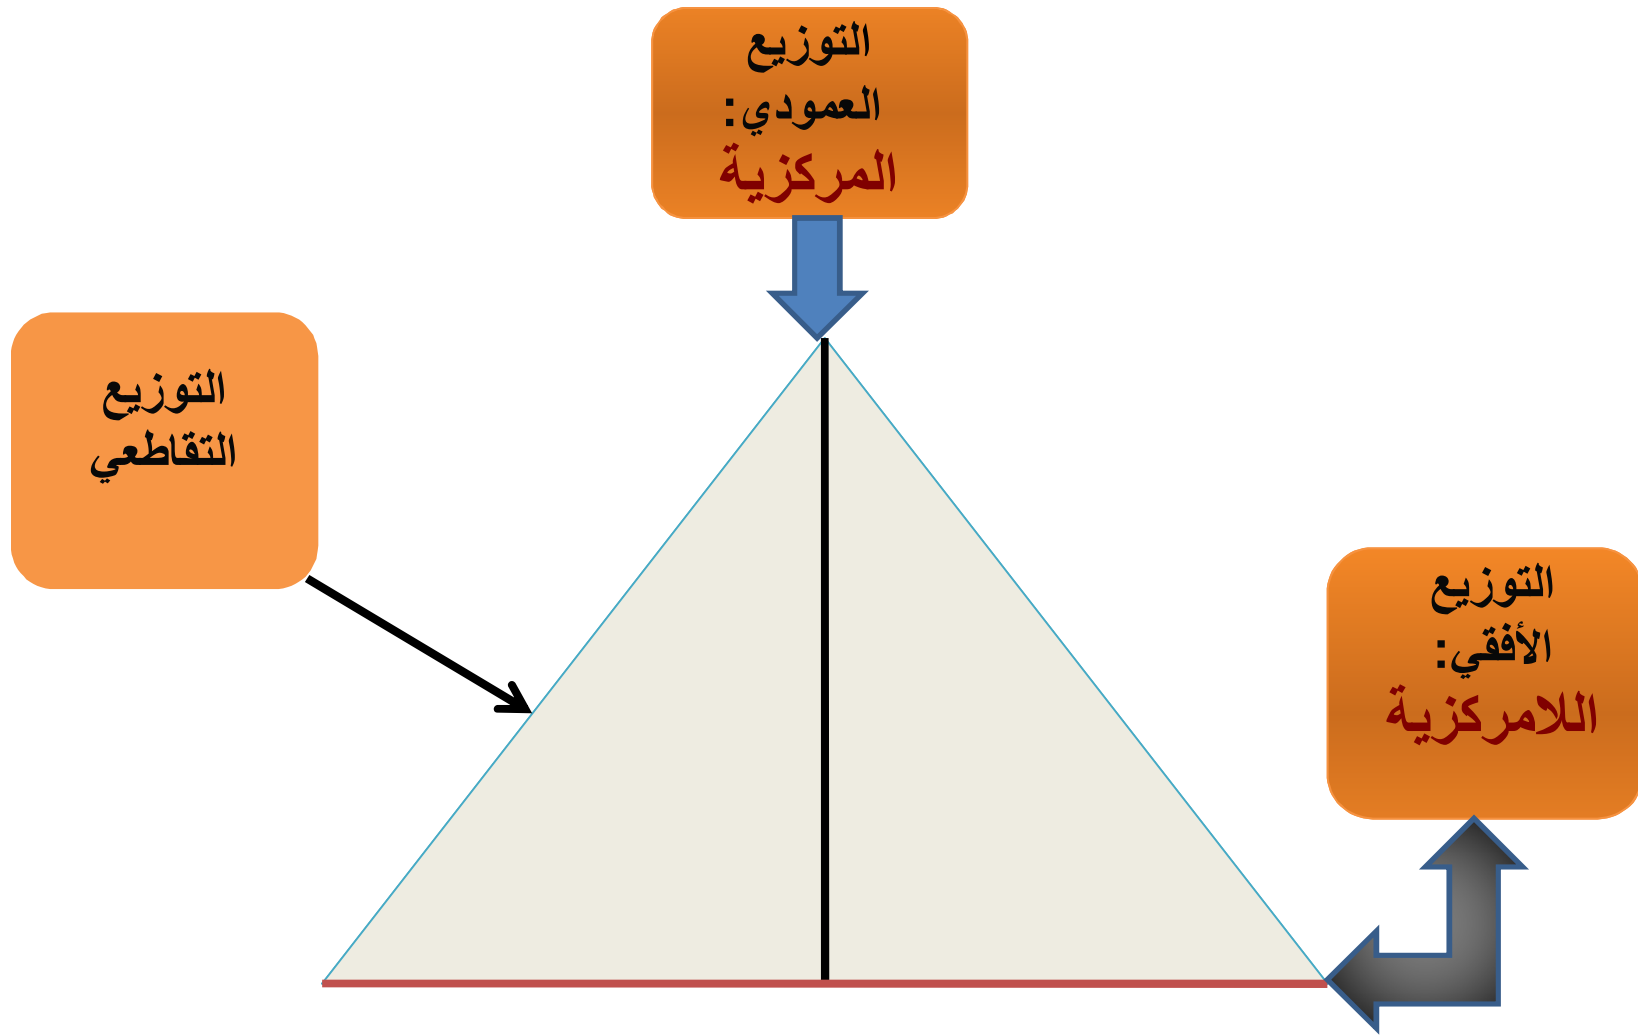 التوزيع
العمودي:
المركزية
التوزيع
التقاطعي
التوزيع
الأفقي:
اللامركزية